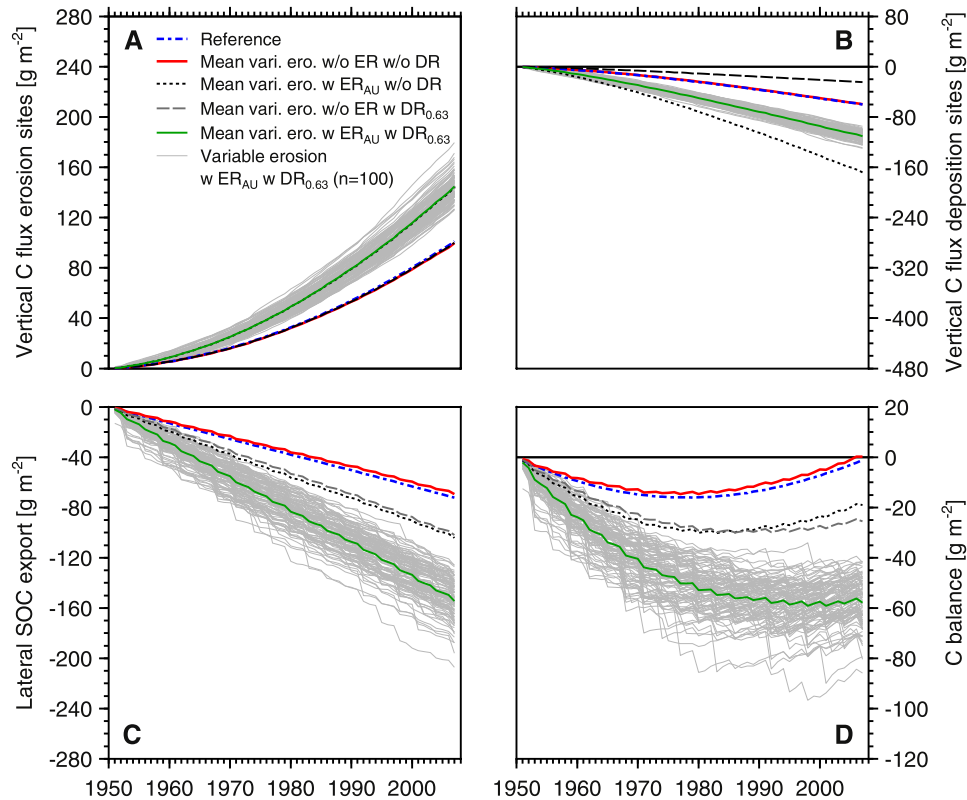 Vertical C flux erosion sites [g m-2]
280
240
200
160
120
80
40
0
A
Reference
Mean vari. ero. w/o ER w/o DR
Mean vari. ero. w ERAU w/o DR
Mean vari. ero. w/o ER w DR0.63
Mean vari. ero. w ERAU w DR0.63
Variable erosion
w ERAU w DR0.63 (n=100)
B
80
0
-80
-160
-240
-320
-400
-480
Vertical C flux deposition sites [g m-2]
Lateral SOC export [g m-2]
0
-40
-80
-120
-160
-200
-240
-280
C
1950 1960 1970 1980 1990 2000
D
20
0
-20
-40
-60
-80
-100
-120
C balance [g m-2]
1950 1960 1970 1980 1990 2000